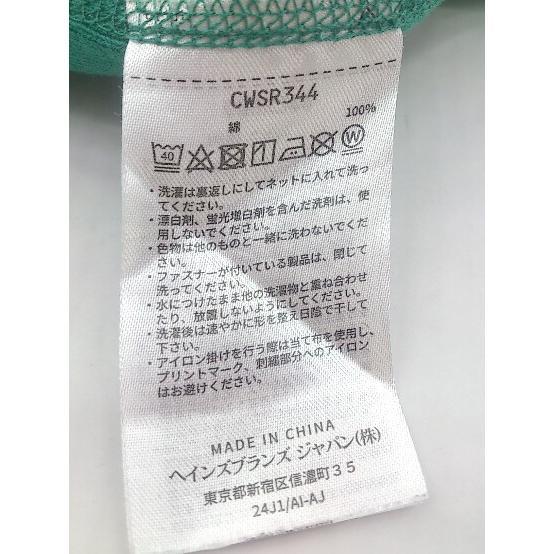 CWSR344
綿 100%
40 W
・洗濯は裏返しにしてネットに入れて洗っ
てください。
・漂白剤、蛍光増白剤を含んだ洗剤は、使
用しないでください。
・色物は他のものと一緒に洗わないでくだ
さい。
・ファスナーが付いている製品は、閉じて
洗ってください。
・水につけたまま他の洗濯物と重ね合わせ
たり、放置しないようにしてください。
・洗濯後は速やかに形を整え日陰で干して
下さい。
・アイロン掛けを行う際は当て布を使用し、
プリントマーク、刺繍部分へのアイロン
はお避けください。
MADE IN CHINA
ヘインズブランズ ジャパン(株)
東京都新宿区信濃町35
24J1/AI-AJ